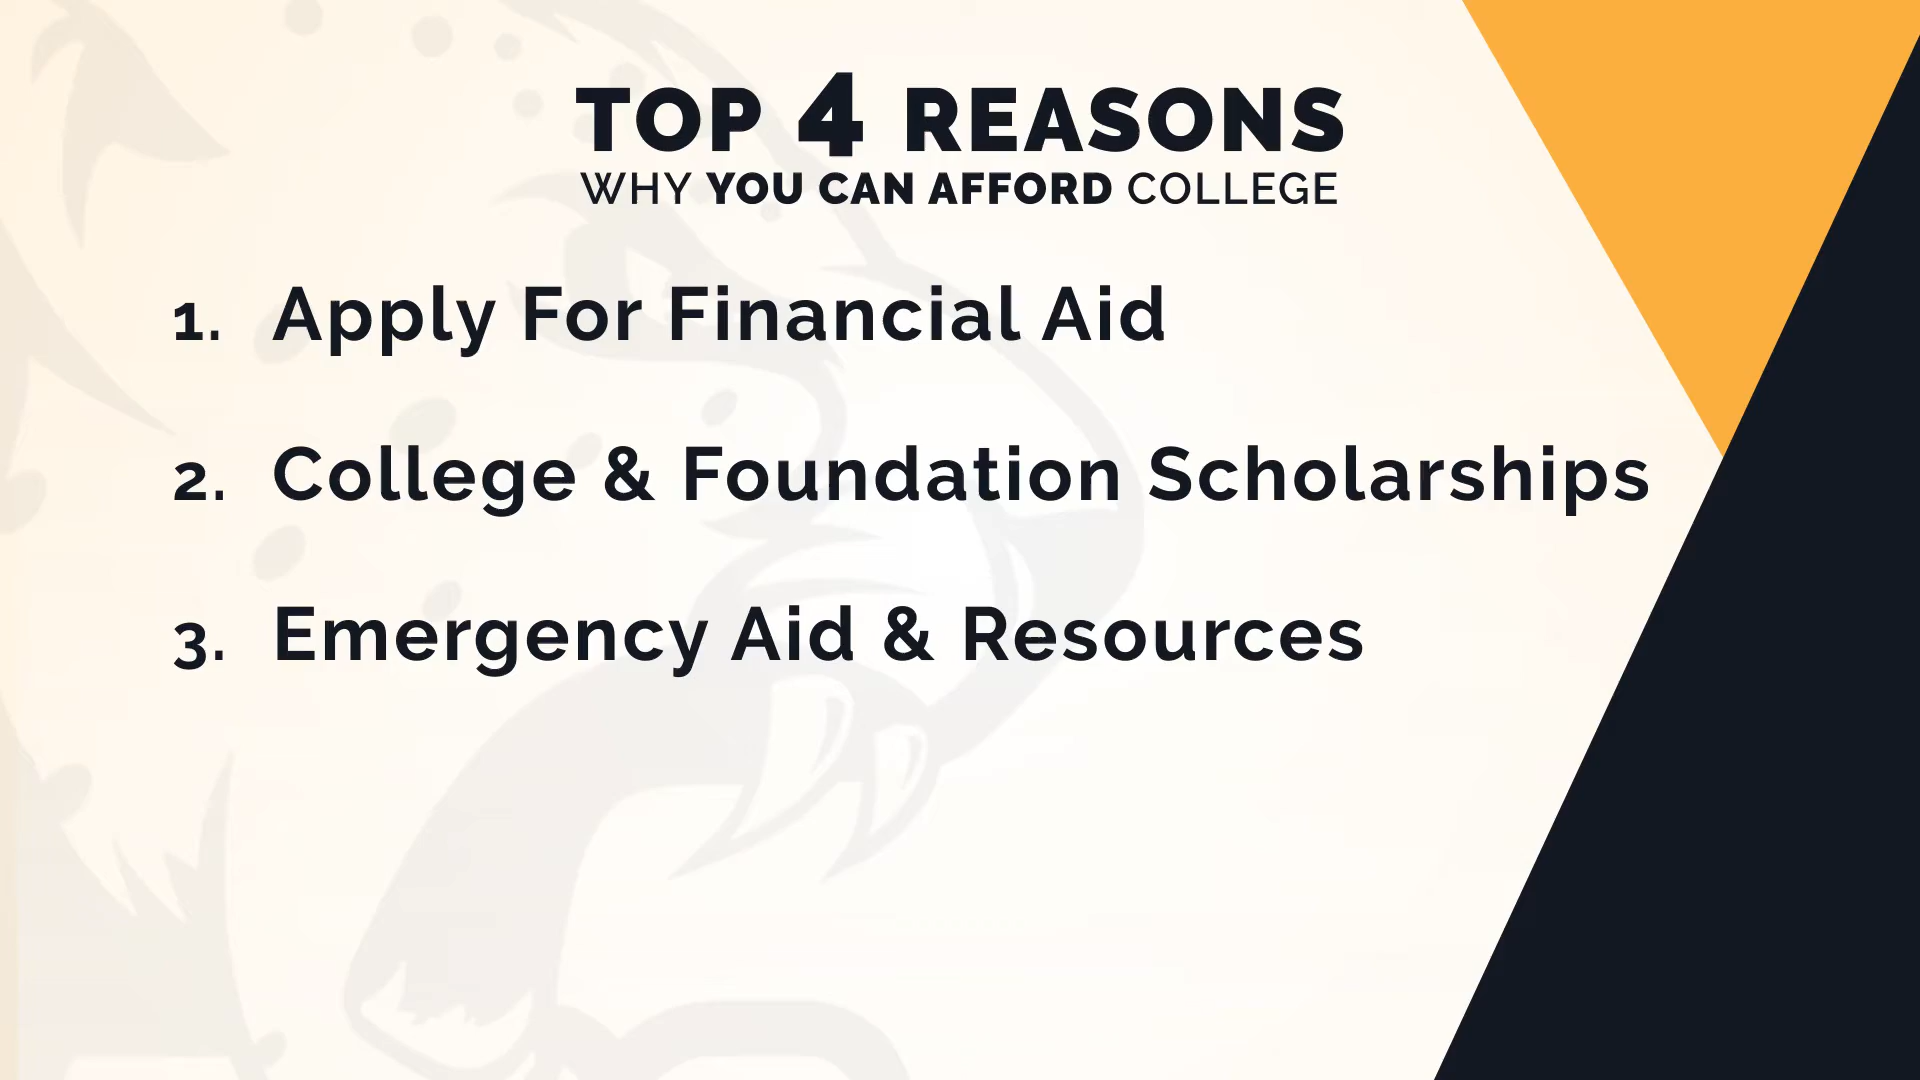 TOP 4 REASONS
WHY YOU CAN AFFORD COLLEGE
1. Apply For Financial Aid
2. College & Foundation Scholarships
3. Emergency Aid & Resources